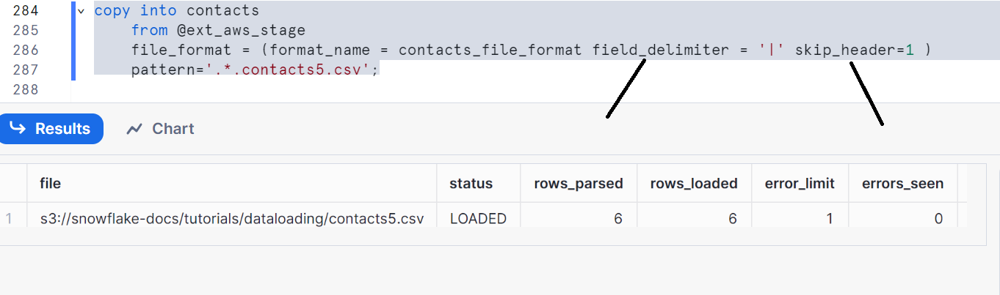 284 copy into contacts
285 from @ext_aws_stage
286 file_format = (format_name = contacts_file_format field_delimiter = '|' skip_header=1 )
287 pattern='.*.contacts5.csv';
288
Results Chart
file status rows_parsed rows_loaded error_limit errors_seen
1 s3://snowflake-docs/tutorials/dataloading/contacts5.csv LOADED 6 6 1 0